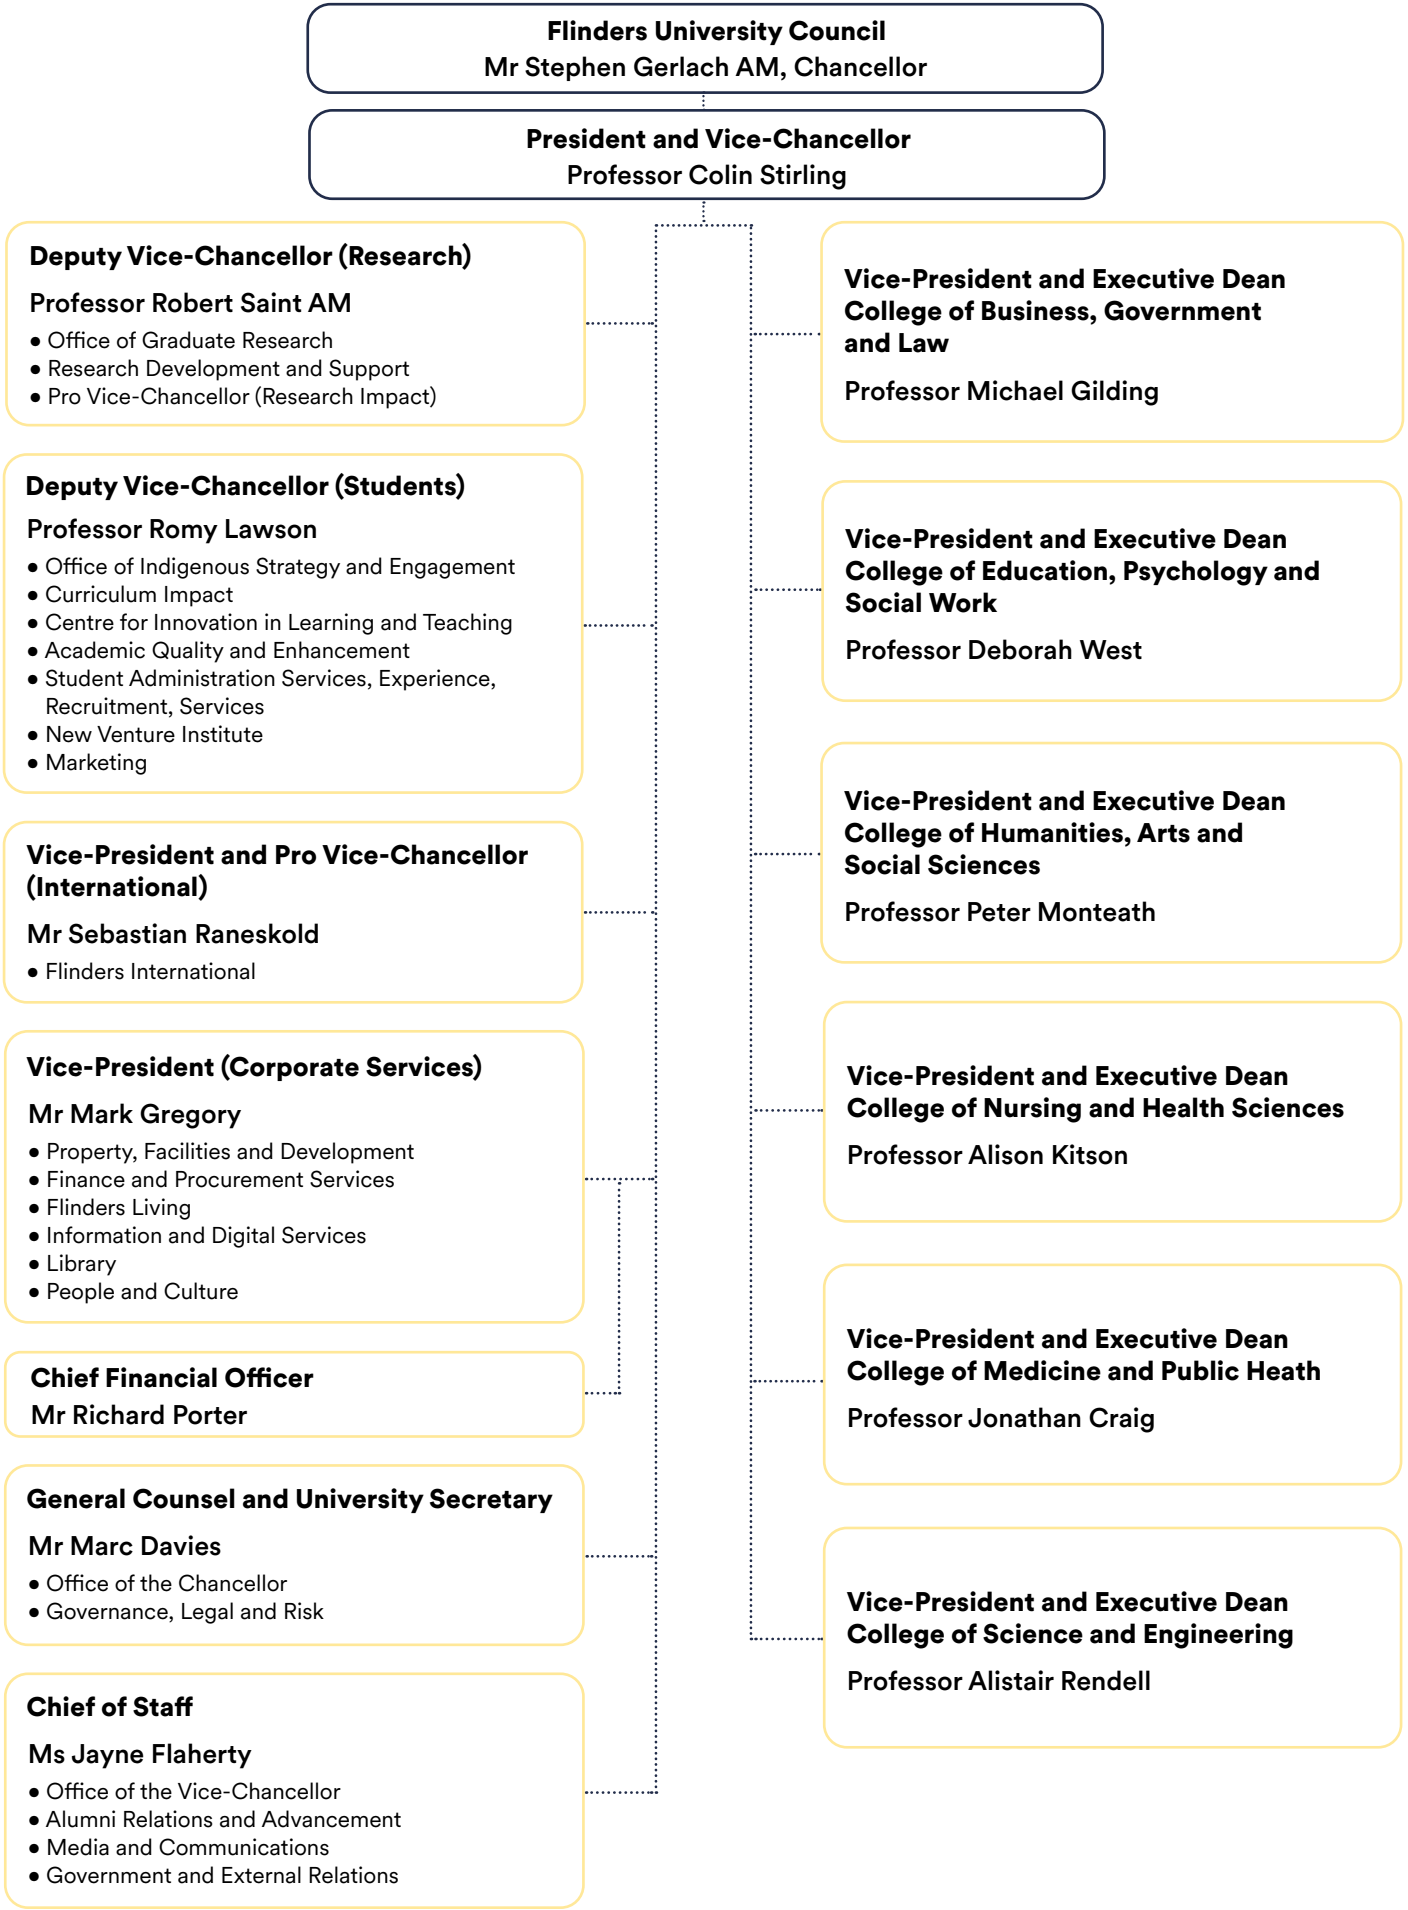 Flinders University Council
Mr Stephen Gerlach AM, Chancellor
President and Vice-Chancellor
Professor Colin Stirling
Deputy Vice-Chancellor (Research)
Professor Robert Saint AM
• Office of Graduate Research
• Research Development and Support
• Pro Vice-Chancellor (Research Impact)
Deputy Vice-Chancellor (Students)
Professor Romy Lawson
• Office of Indigenous Strategy and Engagement
• Curriculum Impact
• Centre for Innovation in Learning and Teaching
• Academic Quality and Enhancement
• Student Administration Services, Experience,
Recruitment, Services
• New Venture Institute
• Marketing
Vice-President and Pro Vice-Chancellor
(International)
Mr Sebastian Raneskold
• Flinders International
Vice-President (Corporate Services)
Mr Mark Gregory
• Property, Facilities and Development
• Finance and Procurement Services
• Flinders Living
• Information and Digital Services
• Library
• People and Culture
Chief Financial Officer
Mr Richard Porter
General Counsel and University Secretary
Mr Marc Davies
• Office of the Chancellor
• Governance, Legal and Risk
Chief of Staff
Ms Jayne Flaherty
• Office of the Vice-Chancellor
• Alumni Relations and Advancement
• Media and Communications
• Government and External Relations
Vice-President and Executive Dean
College of Business, Government
and Law
Professor Michael Gilding
Vice-President and Executive Dean
College of Education, Psychology and
Social Work
Professor Deborah West
Vice-President and Executive Dean
College of Humanities, Arts and
Social Sciences
Professor Peter Monteath
Vice-President and Executive Dean
College of Nursing and Health Sciences
Professor Alison Kitson
Vice-President and Executive Dean
College of Medicine and Public Heath
Professor Jonathan Craig
Vice-President and Executive Dean
College of Science and Engineering
Professor Alistair Rendell